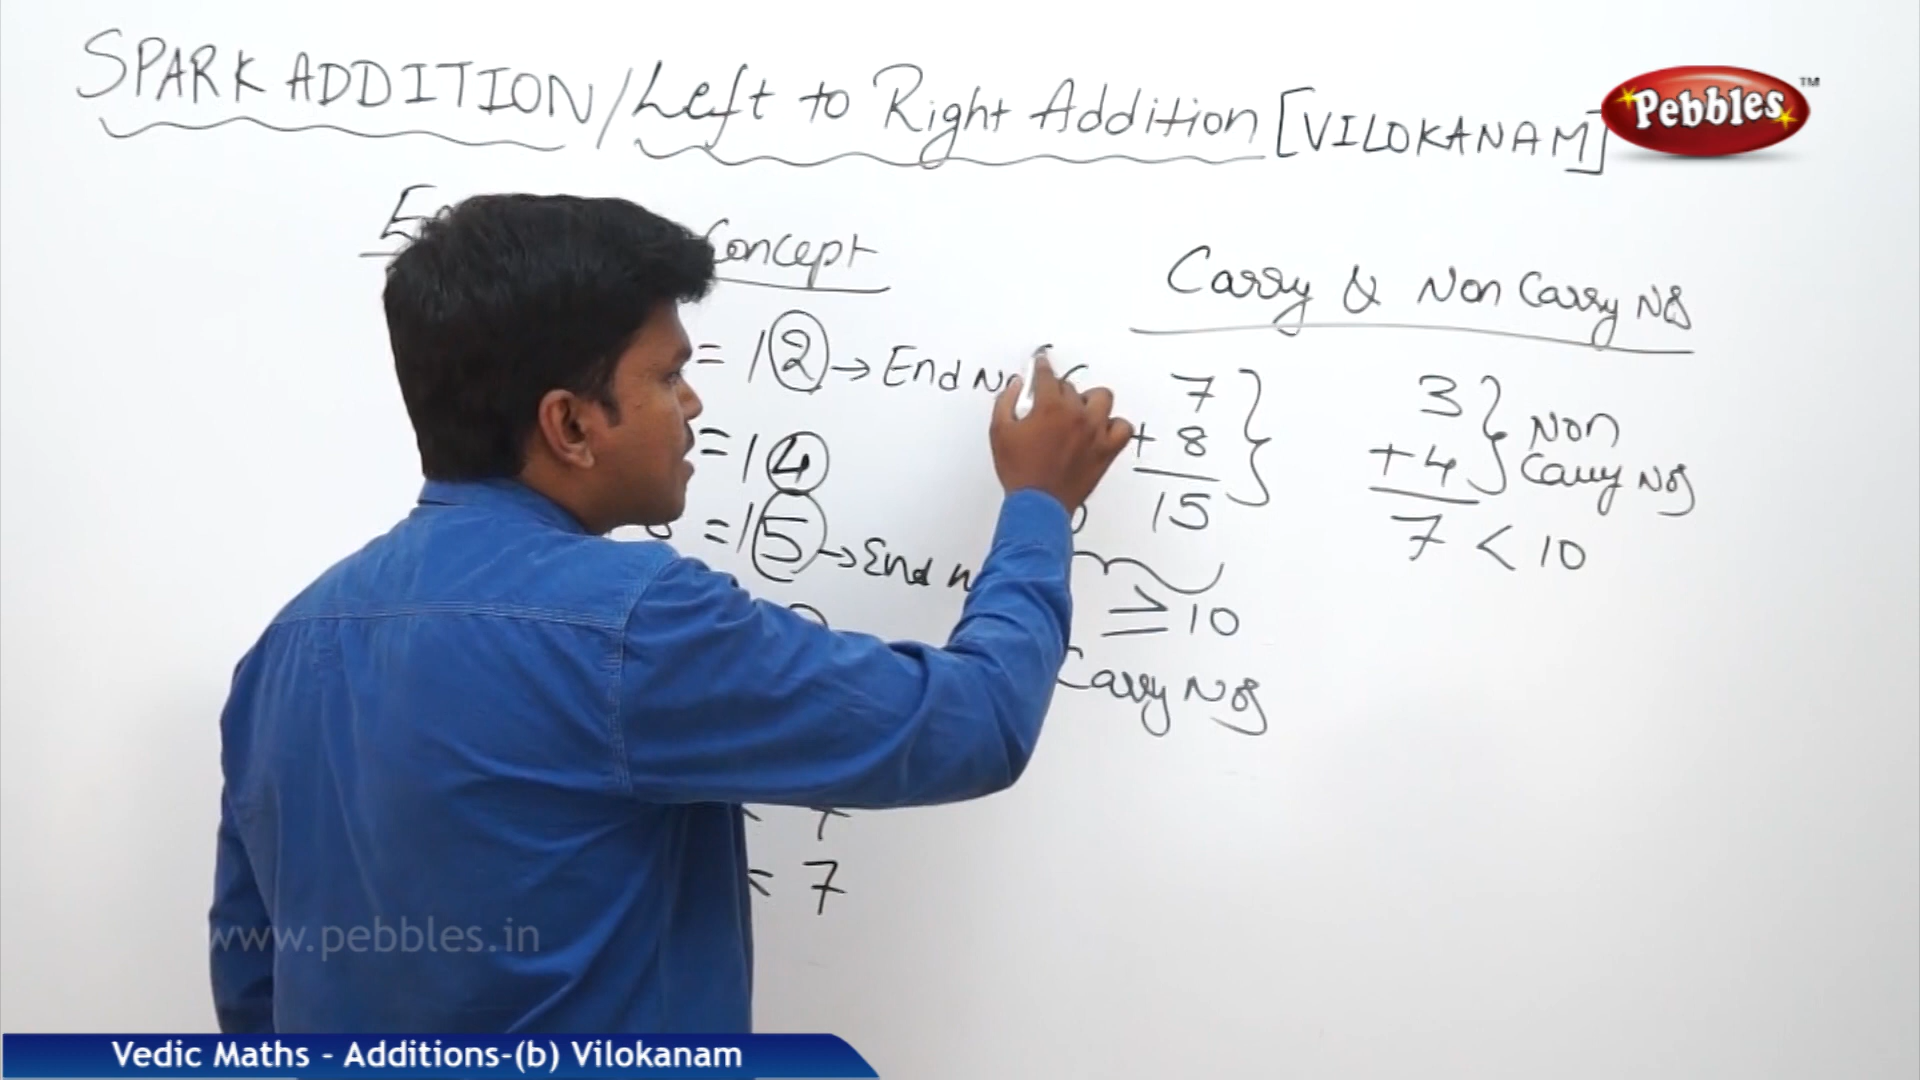 SPARK ADDITION/Left to Right Addition [VILOKANAM]
Pebbles™
Concept
Carry & Non Carry Nos
= 12 → End No
= 14
= 15 → End n
7
+ 8
15
≥ 10
Carry Nos
3
+ 4
7 < 10
Non
Carry Nos
7
www.pebbles.in
Vedic Maths - Additions-(b) Vilokanam